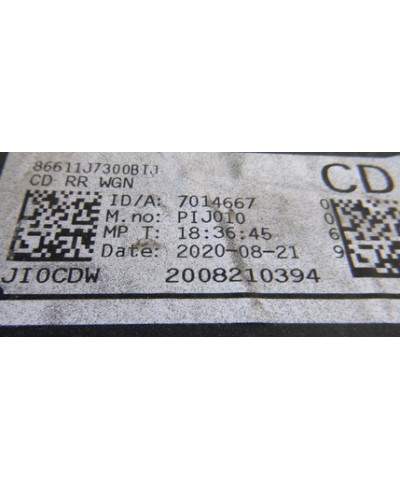 86611J7300BIJ
CD RR WGN
CD
ID/A: 7014667
M.no: PIJ010
MP T: 18:36:45
Date: 2020-08-21
0
0
6
9
JI0CDW 2008210394